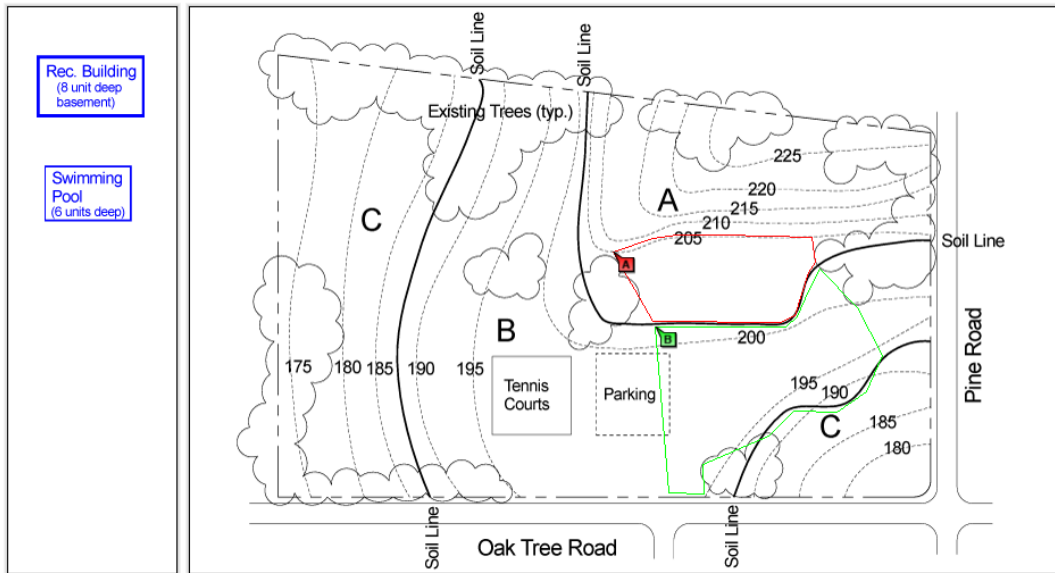 Rec. Building
(8 unit deep
basement)
Swimming
Pool
(6 units deep)
Soil Line
Soil Line
Existing Trees (typ.)
225
220
215
210
205
A
C
Soil Line
A
B
B
200
175
180
185
190
195
Tennis
Courts
Parking
195
190
185
180
C
Pine Road
Soil Line
Oak Tree Road
Soil Line